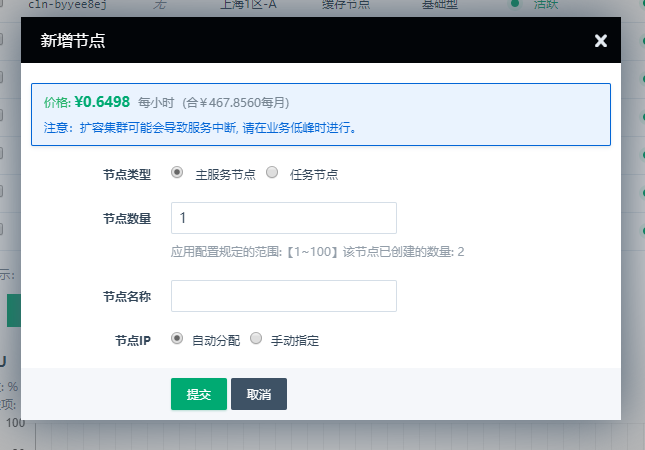 cln-byyee8ej 无 上海1区-A 缓存节点 基础型 活跃
新增节点
价格: ¥0.6498 每小时 (合￥467.8560每月)
注意：扩容集群可能会导致服务中断, 请在业务低峰时进行。
节点类型 主服务节点 任务节点
节点数量 1
应用配置规定的范围:【1~100】该节点已创建的数量: 2
节点名称
节点IP 自动分配 手动指定
提交 取消
示:
U
: %
项:
100